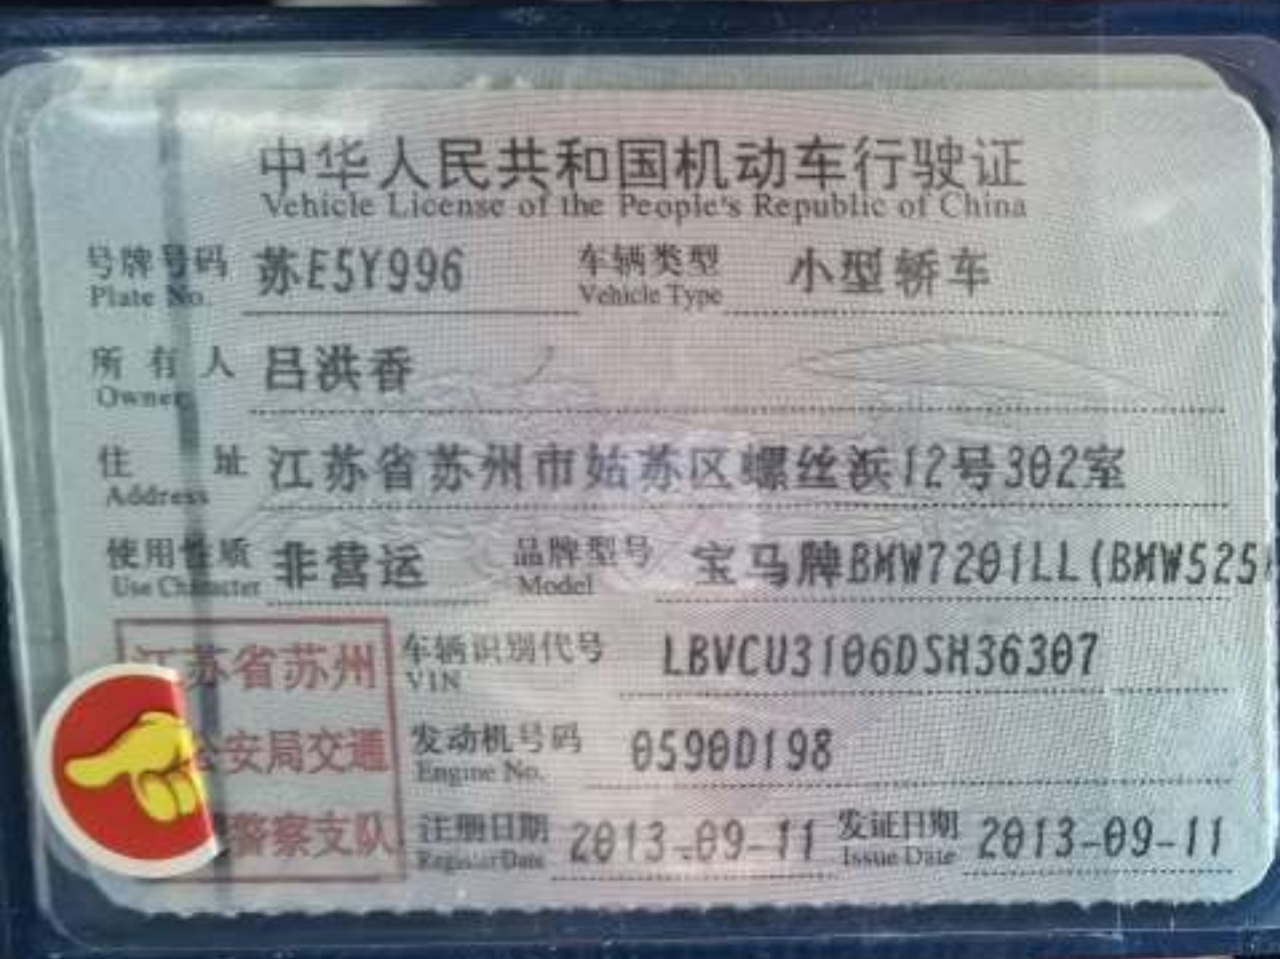 中华人民共和国机动车行驶证
Vehicle License of the People's Republic of China
号牌号码 苏E5Y996 车辆类型 小型轿车
Plate No. Vehicle Type
所有人 吕洪香
Owner
住址 江苏省苏州市姑苏区螺丝浜12号302室
Address
使用性质 非营运 品牌型号 宝马牌BMW7201LL(BMW525
Use Character Model
江苏省苏州 车辆识别代号 LBVCU3106DSH36307
VIN
公安局交通 发动机号码 0590D198
Engine No.
警察支队 注册日期 2013-09-11 发证日期 2013-09-11
Register Date Issue Date